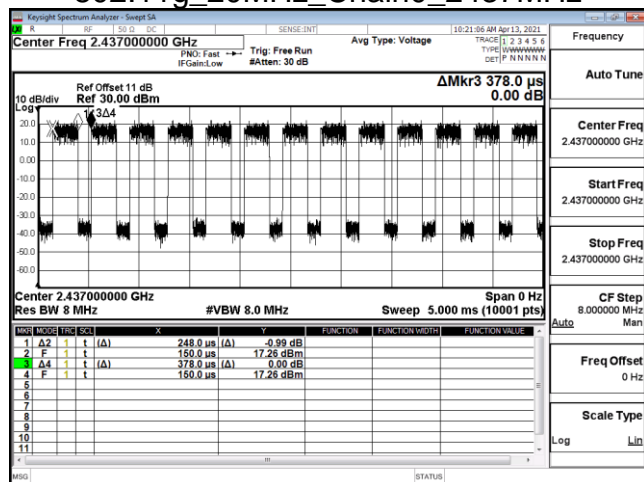 802.11g_20MHz_Chain0_2437MHz
Keysight Spectrum Analyzer - Swept SA
R RF 50 Ω DC SENSE:INT 10:21:06 AM Apr 13, 2021
Center Freq 2.437000000 GHz
PNO: Fast
IFGain:Low
Trig: Free Run
#Atten: 30 dB
Avg Type: Voltage
TRACE 1 2 3 4 5 6
TYPE WWWWWW
DET P N N N N N
Ref Offset 11 dB
Ref 30.00 dBm
10 dB/div
Log
ΔMkr3 378.0 µs
0.00 dB
3Δ4
20.0
10.0
0.00
-10.0
-20.0
-30.0
-40.0
-50.0
-60.0
Center 2.437000000 GHz Span 0 Hz
Res BW 8 MHz #VBW 8.0 MHz Sweep 5.000 ms (10001 pts)
MKR MODE TRC SCL X Y FUNCTION FUNCTION WIDTH FUNCTION VALUE
1 Δ2 1 t (Δ) 248.0 µs (Δ) -0.99 dB
2 F 1 t 150.0 µs 17.26 dBm
3 Δ4 1 t (Δ) 378.0 µs (Δ) 0.00 dB
4 F 1 t 150.0 µs 17.26 dBm
5
6
7
8
9
10
11
MSG STATUS
Frequency
Auto Tune
Center Freq
2.437000000 GHz
Start Freq
2.437000000 GHz
Stop Freq
2.437000000 GHz
CF Step
8.000000 MHz
Auto Man
Freq Offset
0 Hz
Scale Type
Log Lin